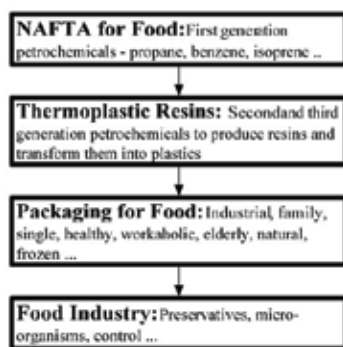 NAFTA for Food:First generation
petrochemicals - propane, benzene, isoprene ..
Thermoplastic Resins: Secondand third
generation petrochemicals to produce resins and
transform them into plastics
Packaging for Food: Industrial, family,
single, healthy, workaholic, elderly, natural,
frozen ...
Food Industry: Preservatives, micro-
organisms, control ...